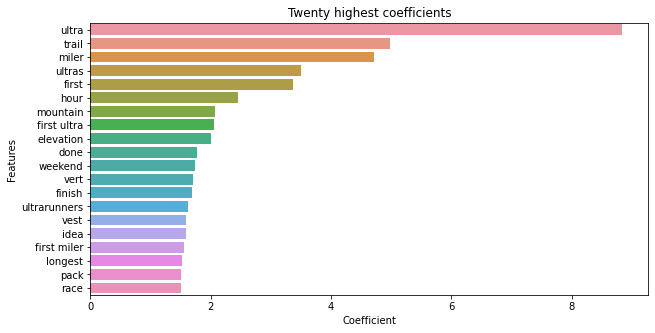 Twenty highest coefficients
Features
ultra
trail
miler
ultras
first
hour
mountain
first ultra
elevation
done
weekend
vert
finish
ultrarunners
vest
idea
first miler
longest
pack
race
0 2 4 6 8
Coefficient